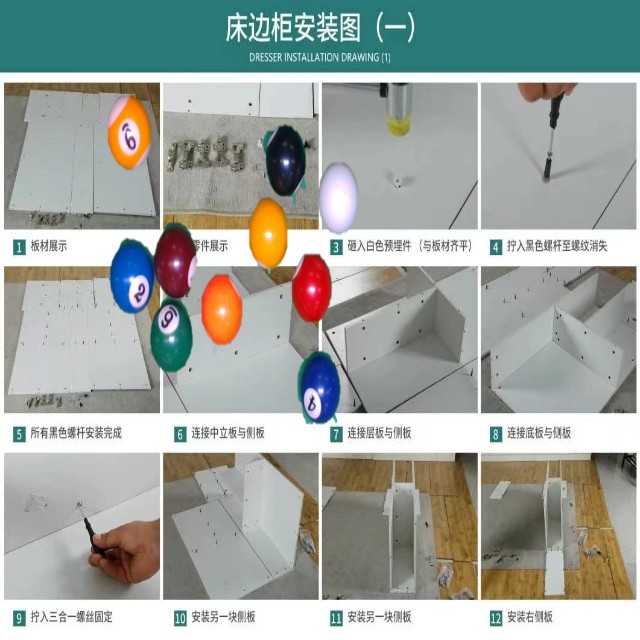 床边柜安装图（一）
DRESSER INSTALLATION DRAWING (1)
1 板材展示
零件展示
3 砸入白色预埋件（与板材齐平）
4 拧入黑色螺杆至螺纹消失
5 所有黑色螺杆安装完成
6 连接中立板与侧板
7 连接层板与侧板
8 连接底板与侧板
9 拧入三合一螺丝固定
10 安装另一块侧板
11 安装另一块侧板
12 安装右侧板